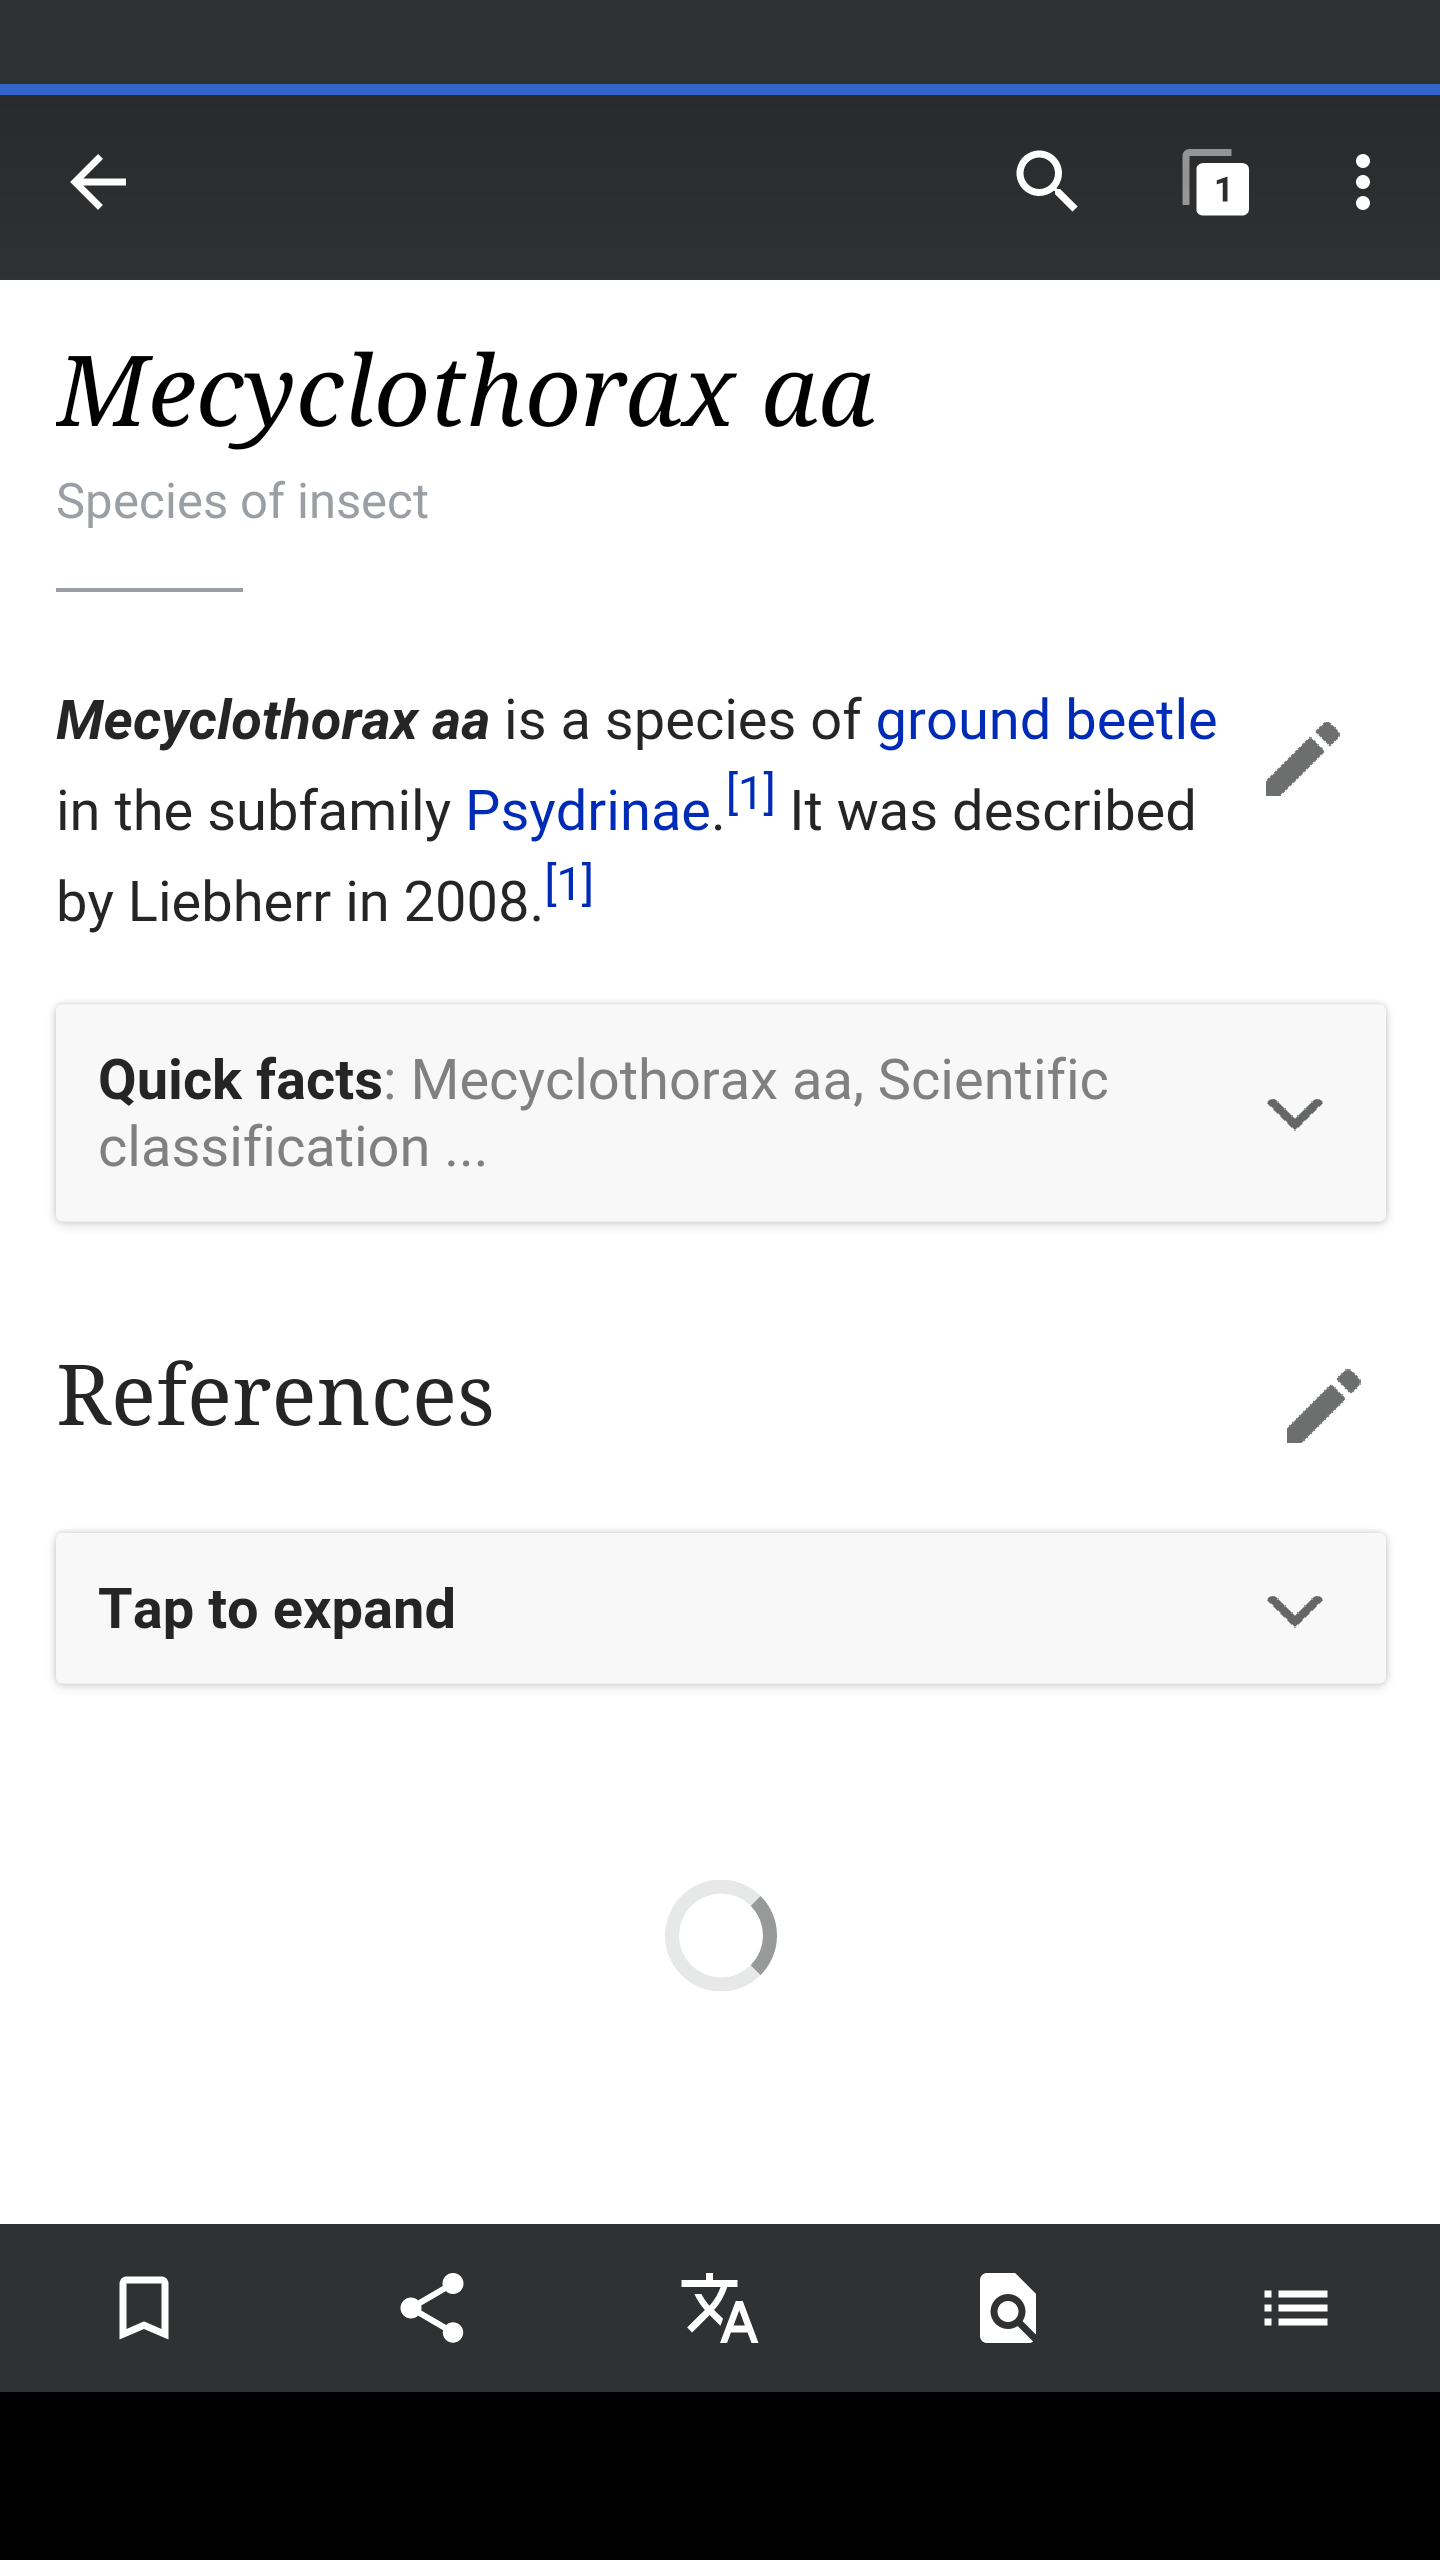 1
Mecyclothorax aa
Species of insect
Mecyclothorax aa is a species of ground beetle
in the subfamily Psydrinae.[1] It was described
by Liebherr in 2008.[1]
Quick facts: Mecyclothorax aa, Scientific
classification ...
References
Tap to expand